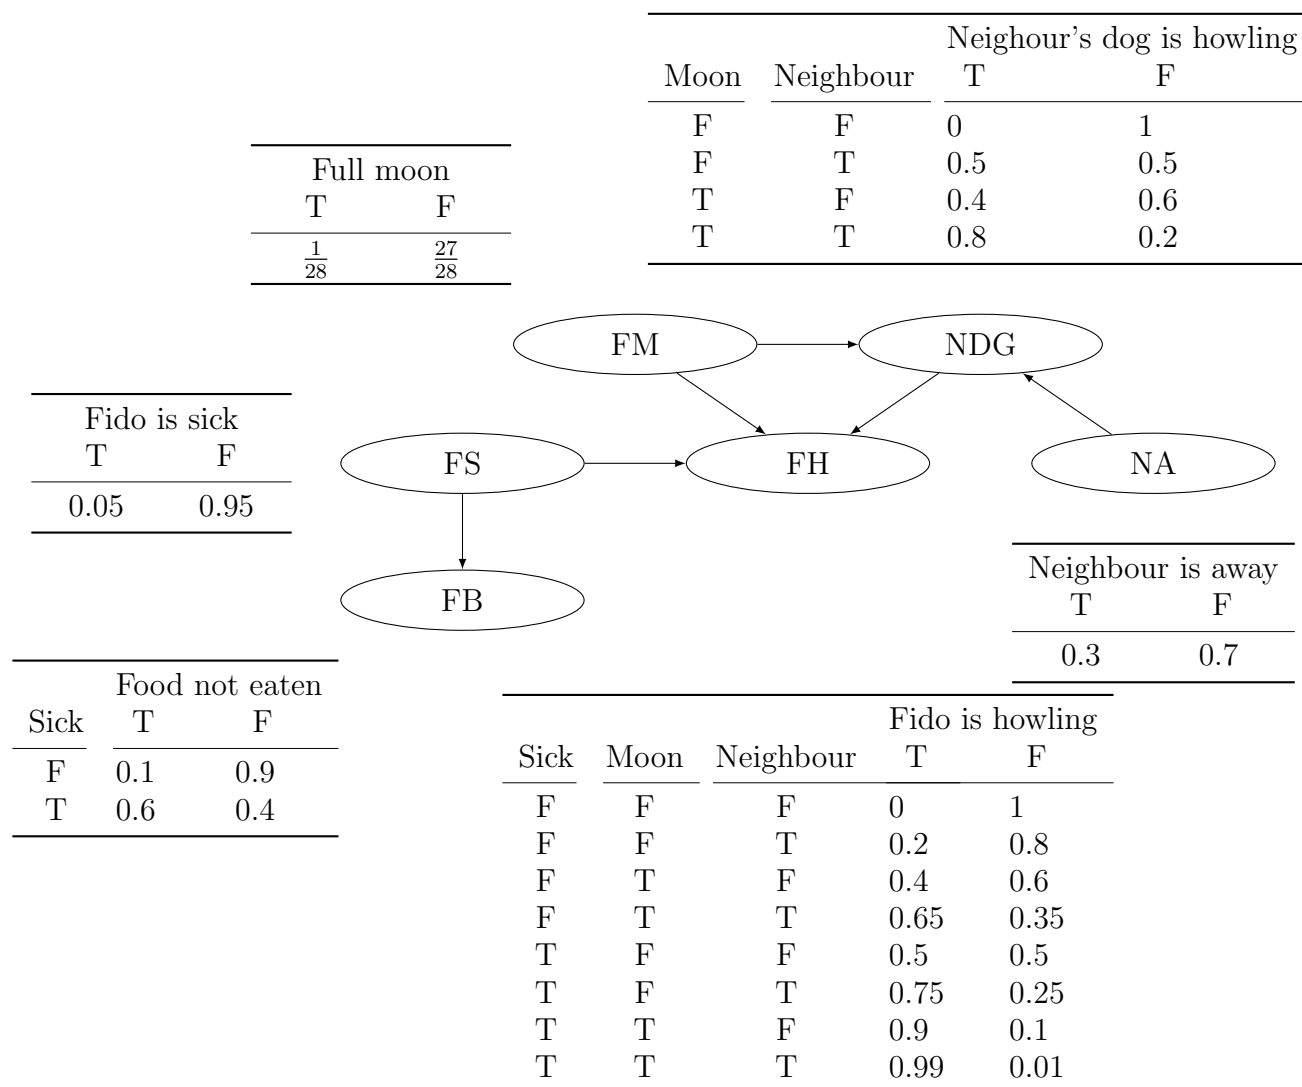 Neighour's dog is howling
Moon Neighbour T F
F F 0 1
F T 0.5 0.5
T F 0.4 0.6
T T 0.8 0.2
Full moon
T F
1/28 27/28
FM NDG
Fido is sick
T F
0.05 0.95
FS FH NA
FB
Neighbour is away
T F
0.3 0.7
Food not eaten
Sick T F
F 0.1 0.9
T 0.6 0.4
Fido is howling
Sick Moon Neighbour T F
F F F 0 1
F F T 0.2 0.8
F T F 0.4 0.6
F T T 0.65 0.35
T F F 0.5 0.5
T F T 0.75 0.25
T T F 0.9 0.1
T T T 0.99 0.01